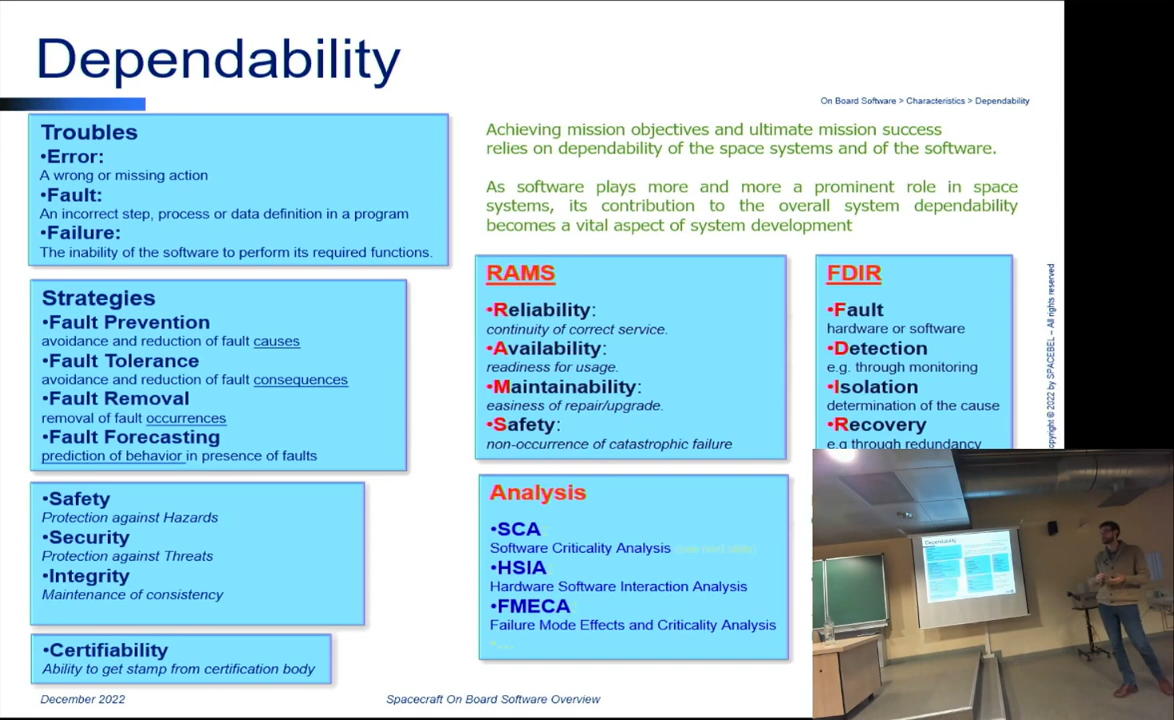 Dependability
On Board Software > Characteristics > Dependability
Troubles
•Error:
A wrong or missing action
•Fault:
An incorrect step, process or data definition in a program
•Failure:
The inability of the software to perform its required functions.
Strategies
•Fault Prevention
avoidance and reduction of fault causes
•Fault Tolerance
avoidance and reduction of fault consequences
•Fault Removal
removal of fault occurrences
•Fault Forecasting
prediction of behavior in presence of faults
•Safety
Protection against Hazards
•Security
Protection against Threats
•Integrity
Maintenance of consistency
•Certifiability
Ability to get stamp from certification body
Achieving mission objectives and ultimate mission success
relies on dependability of the space systems and of the software.
As software plays more and more a prominent role in space
systems, its contribution to the overall system dependability
becomes a vital aspect of system development
RAMS
•Reliability:
continuity of correct service.
•Availability:
readiness for usage.
•Maintainability:
easiness of repair/upgrade.
•Safety:
non-occurrence of catastrophic failure
FDIR
•Fault
hardware or software
•Detection
e.g. through monitoring
•Isolation
determination of the cause
•Recovery
e.g through redundancy
Analysis
•SCA
Software Criticality Analysis (see next slide)
•HSIA
Hardware Software Interaction Analysis
•FMECA
Failure Mode Effects and Criticality Analysis
•...
opyright © 2022 by SPACEBEL – All rights reserved
Dependability
December 2022
Spacecraft On Board Software Overview